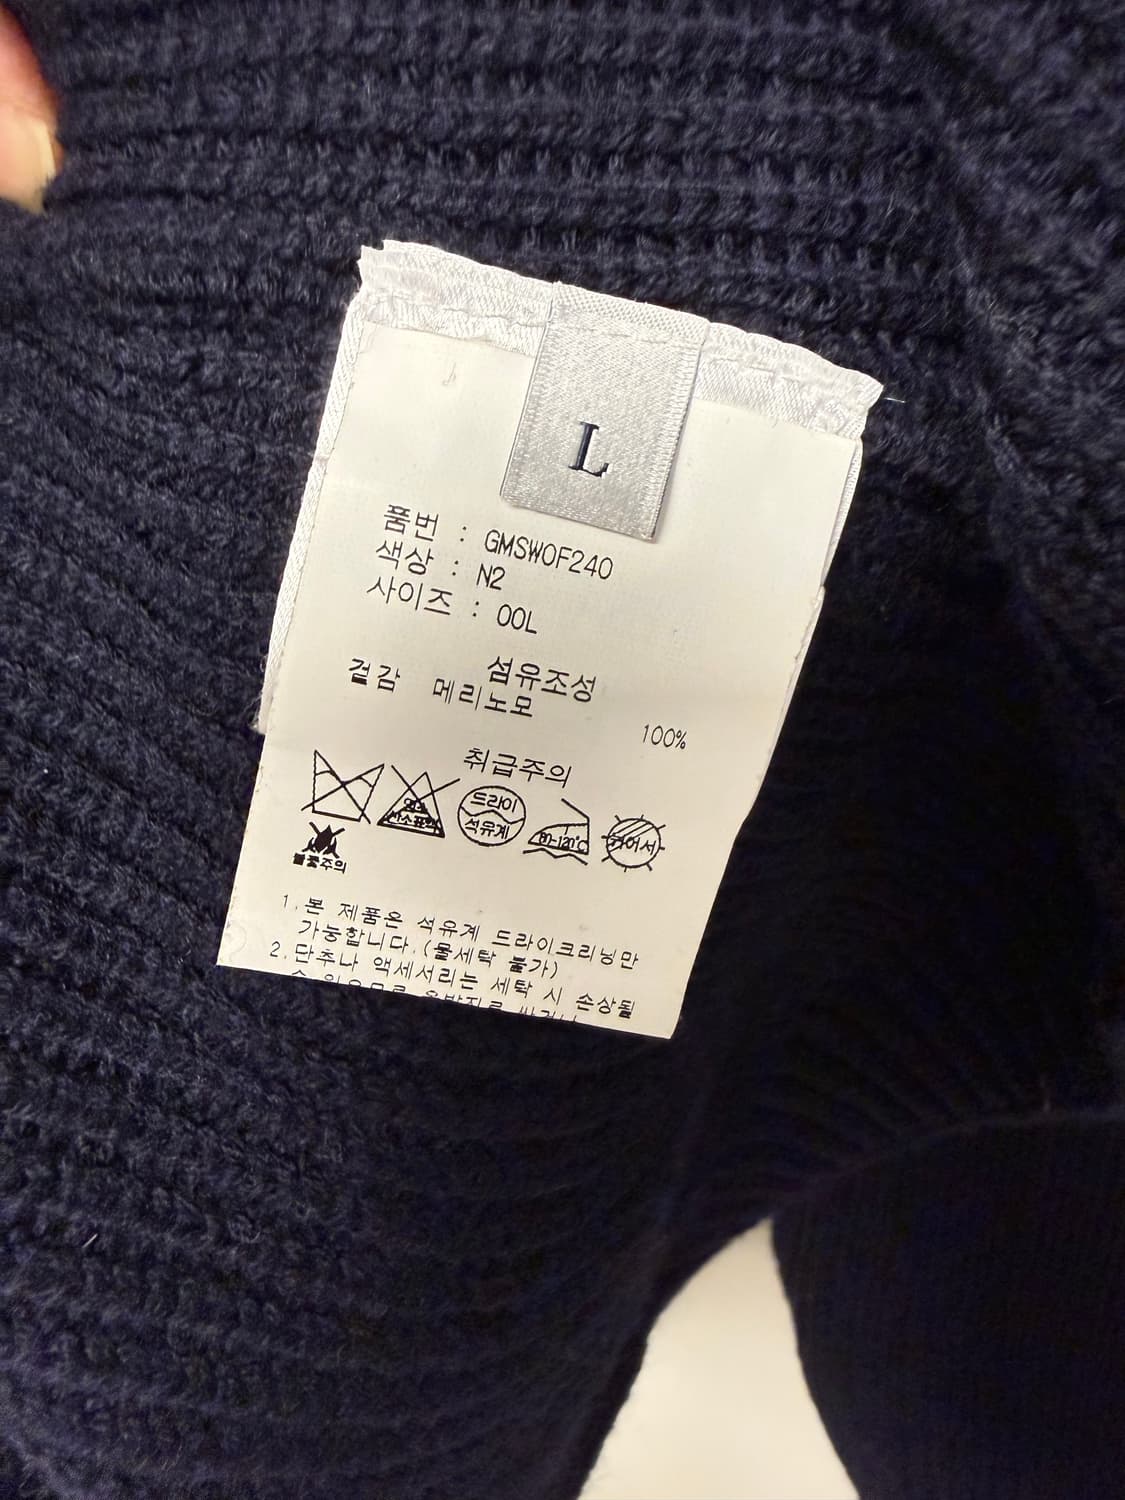 L
품번 : GMSWOF240
색상 : N2
사이즈 : 00L
섬유조성
겉감 메리노모 100%
취급주의
드라이
석유계
80-120℃
불꽃주의
1.본 제품은 석유계 드라이크리닝만
가능합니다.(물세탁 불가)
2.단추나 액세서리는 세탁 시 손상될